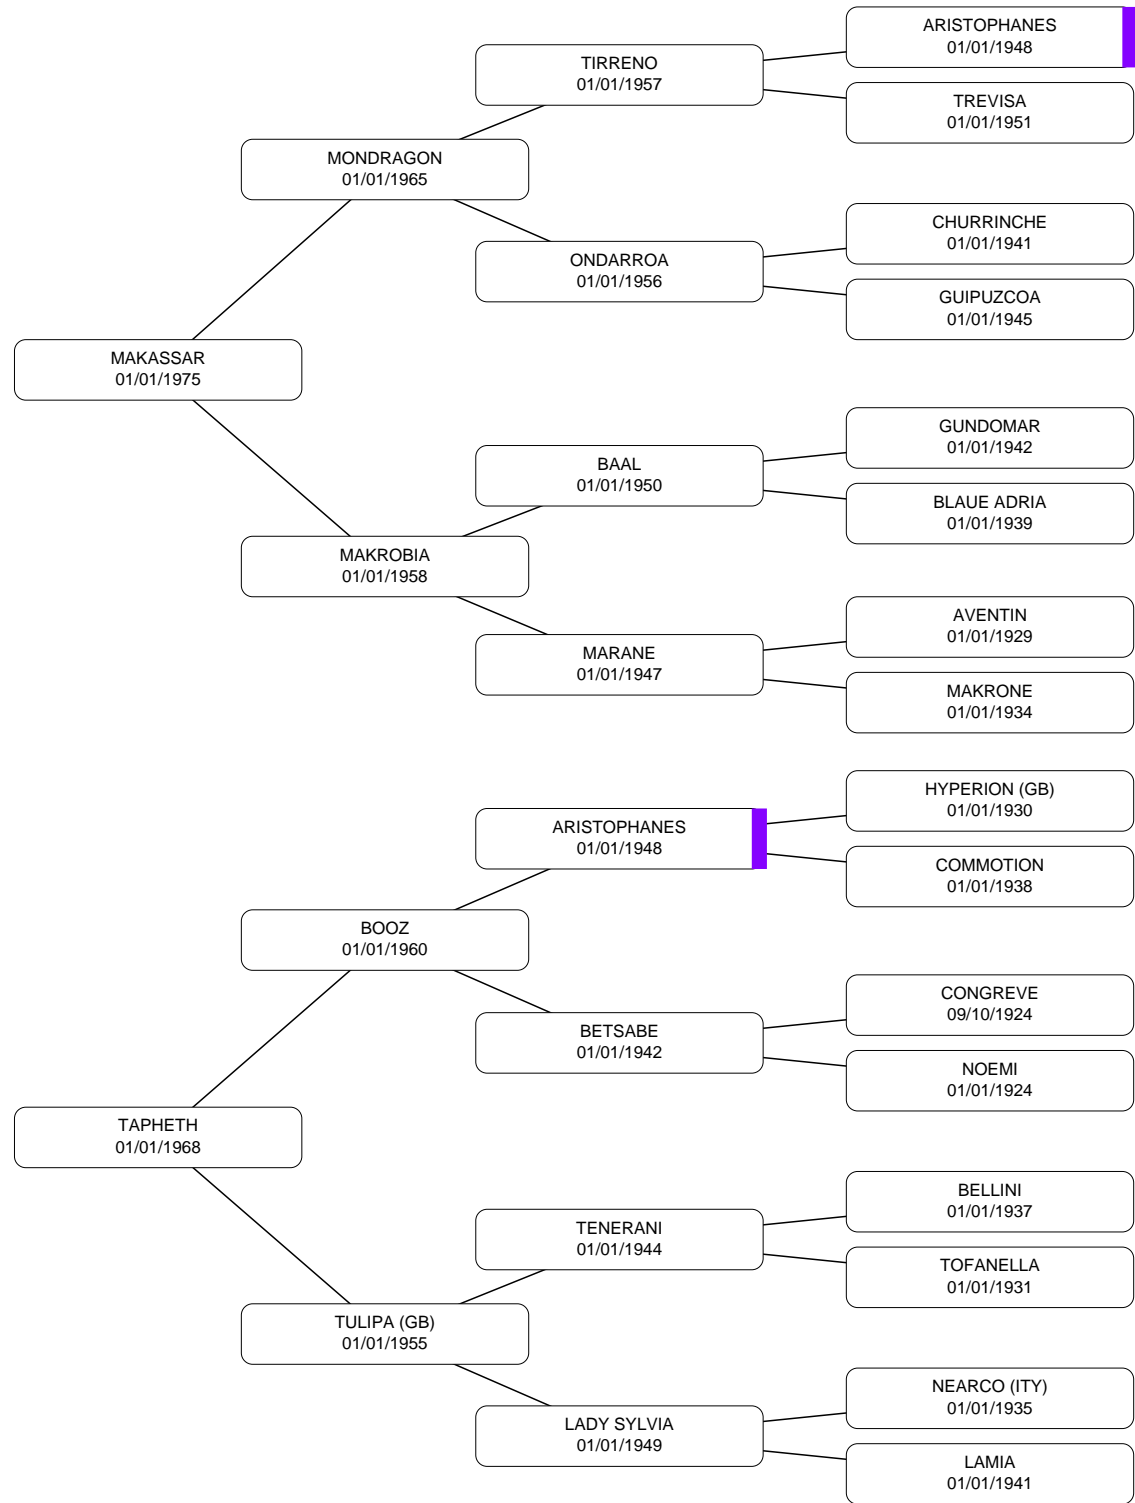 ARISTOPHANES
01/01/1948
TIRRENO
01/01/1957
TREVISA
01/01/1951
MONDRAGON
01/01/1965
CHURRINCHE
01/01/1941
ONDARROA
01/01/1956
GUIPUZCOA
01/01/1945
MAKASSAR
01/01/1975
GUNDOMAR
01/01/1942
BAAL
01/01/1950
BLAUE ADRIA
01/01/1939
MAKROBIA
01/01/1958
AVENTIN
01/01/1929
MARANE
01/01/1947
MAKRONE
01/01/1934
HYPERION (GB)
01/01/1930
ARISTOPHANES
01/01/1948
COMMOTION
01/01/1938
BOOZ
01/01/1960
CONGREVE
09/10/1924
BETSABE
01/01/1942
NOEMI
01/01/1924
TAPHETH
01/01/1968
BELLINI
01/01/1937
TENERANI
01/01/1944
TOFANELLA
01/01/1931
TULIPA (GB)
01/01/1955
NEARCO (ITY)
01/01/1935
LADY SYLVIA
01/01/1949
LAMIA
01/01/1941